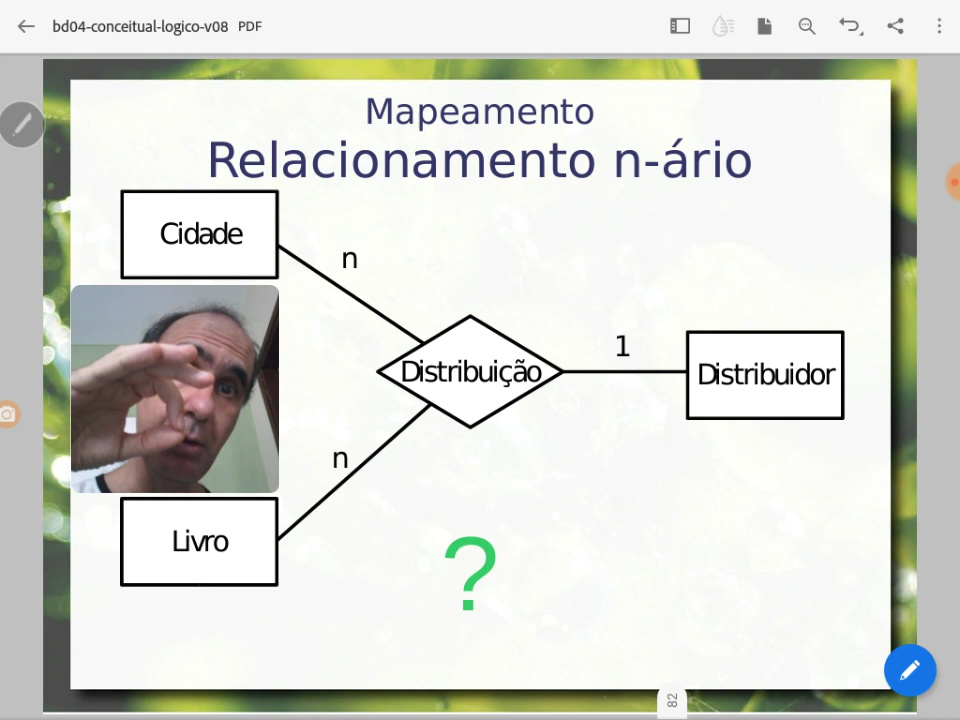 bd04-conceitual-logico-v08 PDF
Mapeamento
Relacionamento n-ário
Cidade
n
Distribuição
1
Distribuidor
n
Livro
?
82